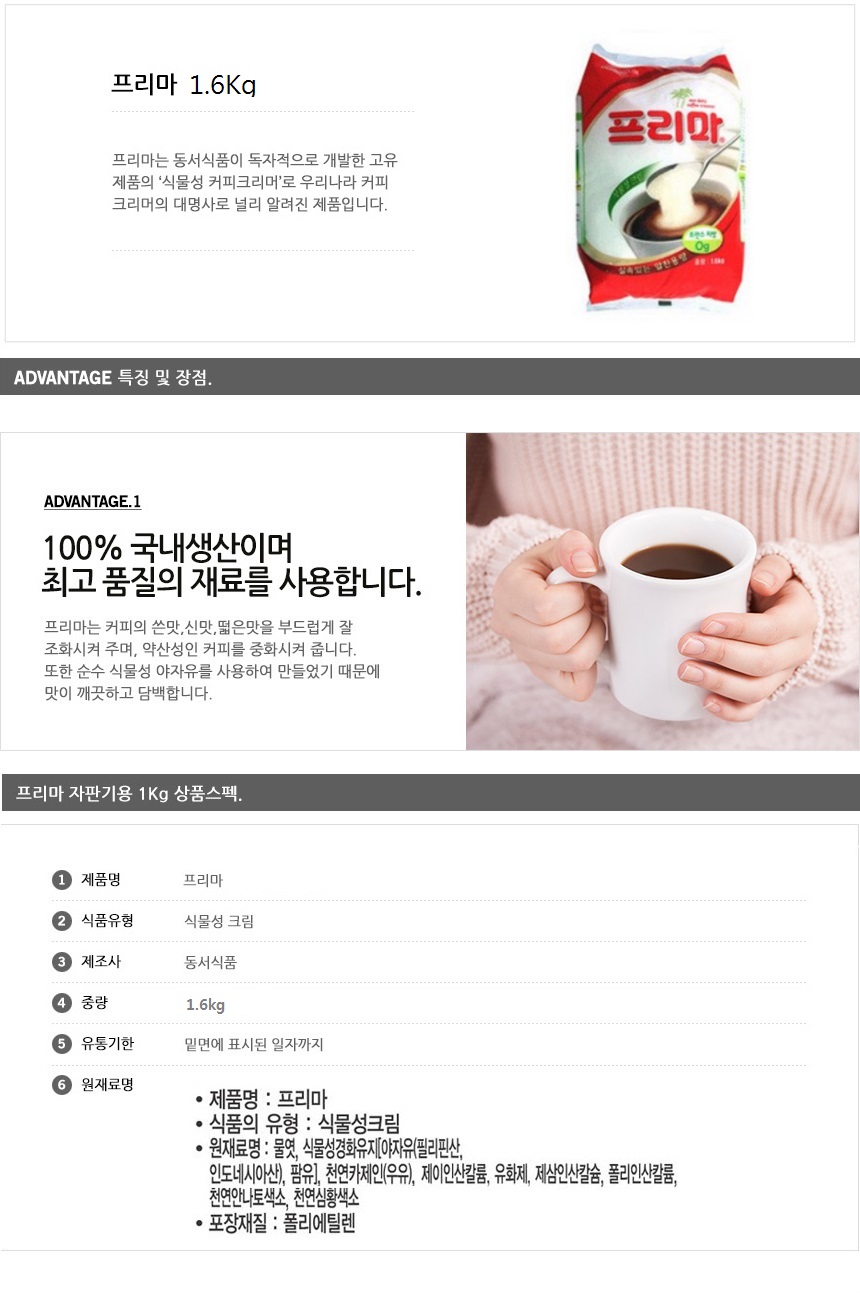 프리마 1.6Kg
프리마는 동서식품이 독자적으로 개발한 고유
제품의 ‘식물성 커피크리머’로 우리나라 커피
크리머의 대명사로 널리 알려진 제품입니다.
프리마
0g
ADVANTAGE 특징 및 장점.
ADVANTAGE.1
100% 국내생산이며
최고 품질의 재료를 사용합니다.
프리마는 커피의 쓴맛,신맛,떫은맛을 부드럽게 잘
조화시켜 주며, 약산성인 커피를 중화시켜 줍니다.
또한 순수 식물성 야자유를 사용하여 만들었기 때문에
맛이 깨끗하고 담백합니다.
프리마 자판기용 1Kg 상품스펙.
1 제품명 프리마
2 식품유형 식물성 크림
3 제조사 동서식품
4 중량 1.6kg
5 유통기한 밑면에 표시된 일자까지
6 원재료명
• 제품명 : 프리마
• 식품의 유형 : 식물성크림
• 원재료명 : 물엿, 식물성경화유지[야자유(필리핀산,
인도네시아산), 팜유], 천연카제인(우유), 제이인산칼륨, 유화제, 제삼인산칼슘, 폴리인산칼륨,
천연안나토색소, 천연심황색소
• 포장재질 : 폴리에틸렌